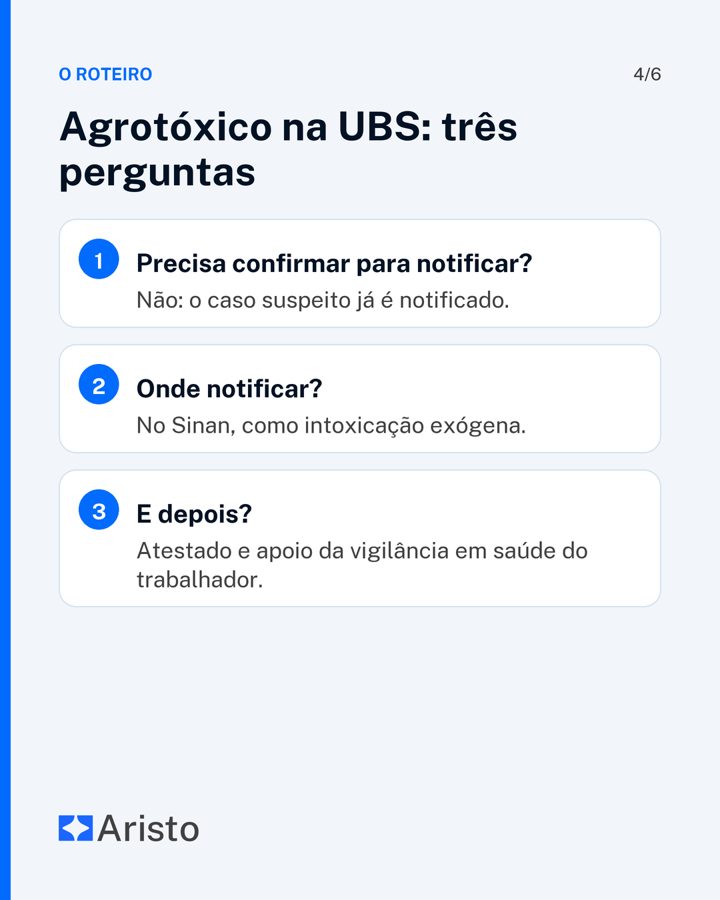 O ROTEIRO
4/6
Agrotóxico na UBS: três
perguntas
1
Precisa confirmar para notificar?
Não: o caso suspeito já é notificado.
2
Onde notificar?
No Sinan, como intoxicação exógena.
3
E depois?
Atestado e apoio da vigilância em saúde do
trabalhador.
Aristo